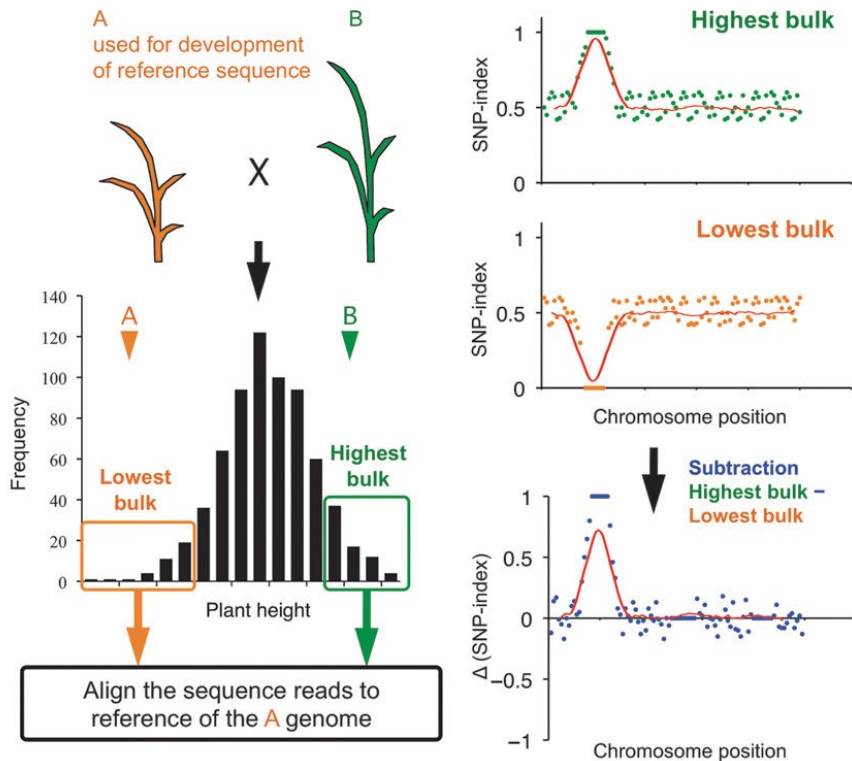 A
used for development
of reference sequence
B
X
140
120
100
80
60
40
20
0
Frequency
A
B
Lowest
bulk
Highest
bulk
Plant height
Align the sequence reads to
reference of the A genome
Highest bulk
SNP-index
1
0.5
0
Lowest bulk
SNP-index
1
0.5
0
Chromosome position
Subtraction
Highest bulk –
Lowest bulk
Δ (SNP-index)
1
0.5
0
−0.5
−1
Chromosome position